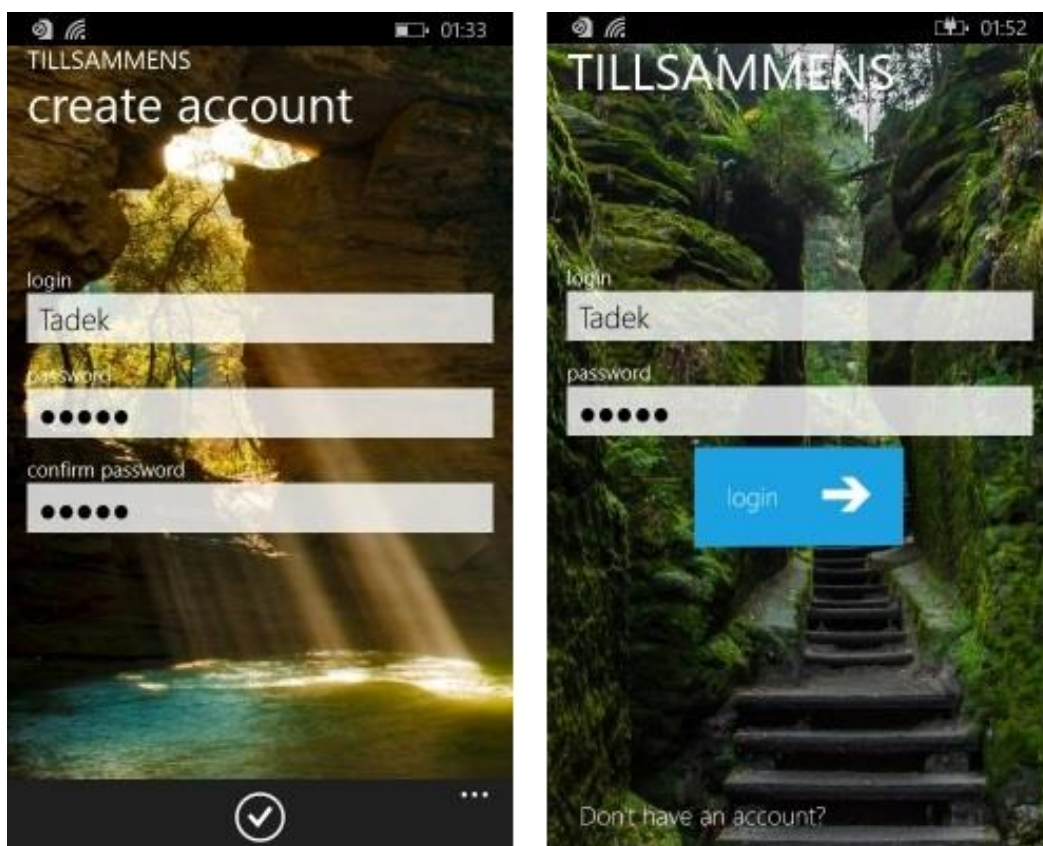 01:33
TILLSAMMENS
create account
login
Tadek
password
●●●●●
confirm password
●●●●●
01:52
TILLSAMMENS
login
Tadek
password
●●●●●
login
Don't have an account?